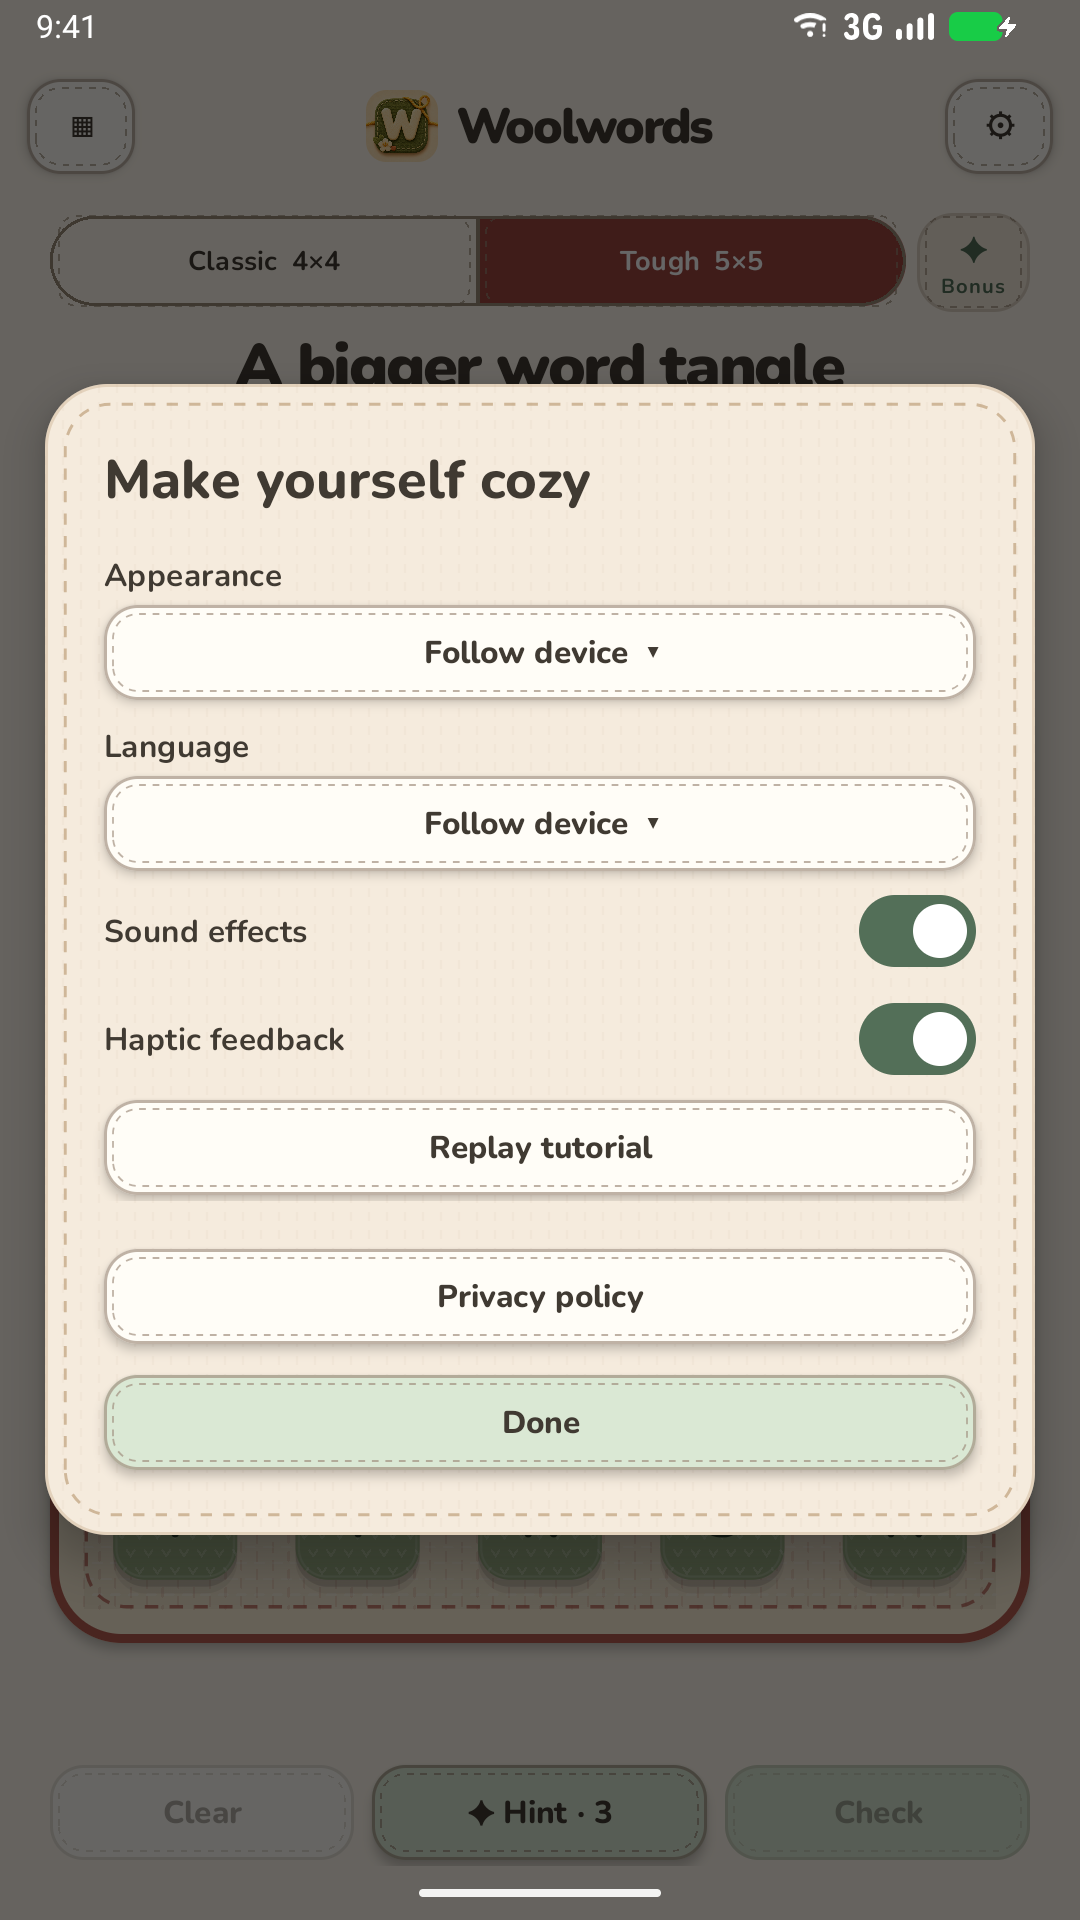 9:41
3G
Woolwords
Classic 4×4
Tough 5×5
Bonus
A bigger word tangle
Make yourself cozy
Appearance
Follow device ▼
Language
Follow device ▼
Sound effects
Haptic feedback
Replay tutorial
Privacy policy
Done
Clear
Hint · 3
Check